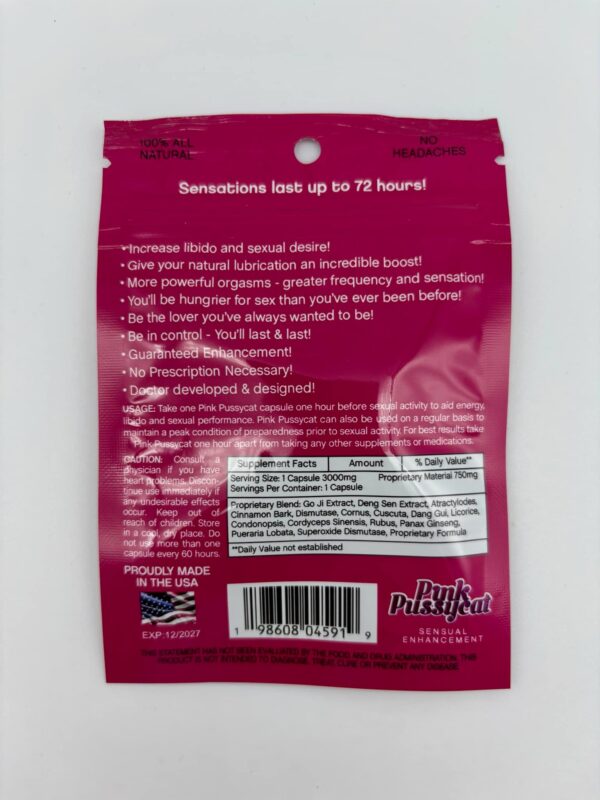 100% ALL
NATURAL
NO
HEADACHES
Sensations last up to 72 hours!
• Increase libido and sexual desire!
• Give your natural lubrication an incredible boost!
• More powerful orgasms - greater frequency and sensation!
• You'll be hungrier for sex than you've ever been before!
• Be the lover you've always wanted to be!
• Be in control - You'll last & last!
• Guaranteed Enhancement!
• No Prescription Necessary!
• Doctor developed & designed!
USAGE: Take one Pink Pussycat capsule one hour before sexual activity to aid energy,
libido and sexual performance. Pink Pussycat can also be used on a regular basis to
maintain a peak condition of preparedness prior to sexual activity. For best results take
Pink Pussycat one hour apart from taking any other supplements or medications.
CAUTION: Consult a
physician if you have
heart problems. Discon-
tinue use immediately if
any undesirable effects
occur. Keep out of
reach of children. Store
in a cool, dry place. Do
not use more than one
capsule every 60 hours.
Supplement Facts Amount % Daily Value**
Serving Size: 1 Capsule 3000mg Proprietary Material 750mg
Servings Per Container: 1 Capsule
Proprietary Blend: Go Ji Extract, Deng Sen Extract, Atractylodes,
Cinnamon Bark, Dismutase, Cornus, Cuscuta, Dang Gui, Licorice,
Condonopsis, Cordyceps Sinensis, Rubus, Panax Ginseng,
Pueraria Lobata, Superoxide Dismutase, Proprietary Formula
**Daily Value not established
PROUDLY MADE
IN THE USA
EXP:12/2027
1 98608 04591 9
Pink
Pussycat
SENSUAL
ENHANCEMENT
THIS STATEMENT HAS NOT BEEN EVALUATED BY THE FOOD AND DRUG ADMINISTRATION. THIS
PRODUCT IS NOT INTENDED TO DIAGNOSE, TREAT, CURE OR PREVENT ANY DISEASE.